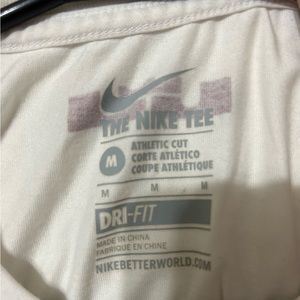 THE NIKE TEE
M
ATHLETIC CUT
CORTE ATLÉTICO
COUPE ATHLÉTIQUE
M M M
DRI-FIT
MADE IN CHINA
FABRIQUÉ EN CHINE
NIKEBETTERWORLD.COM